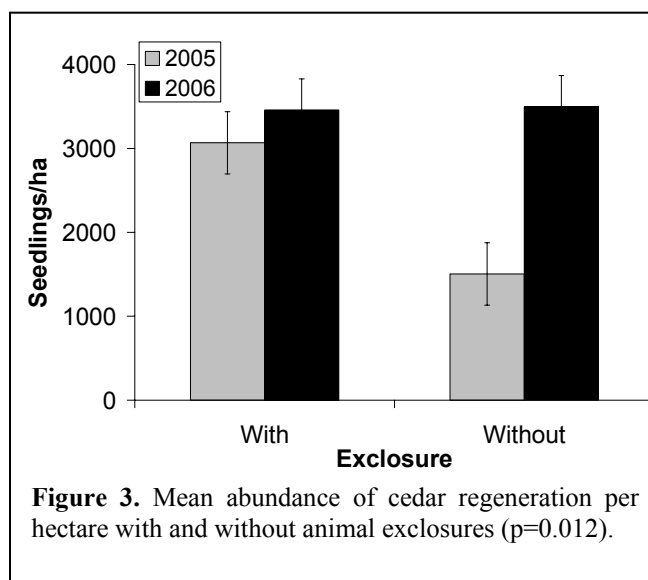 2005
2006
4000
3000
2000
1000
0
Seedlings/ha
With Without
Exclosure
Figure 3. Mean abundance of cedar regeneration per
hectare with and without animal exclosures (p=0.012).